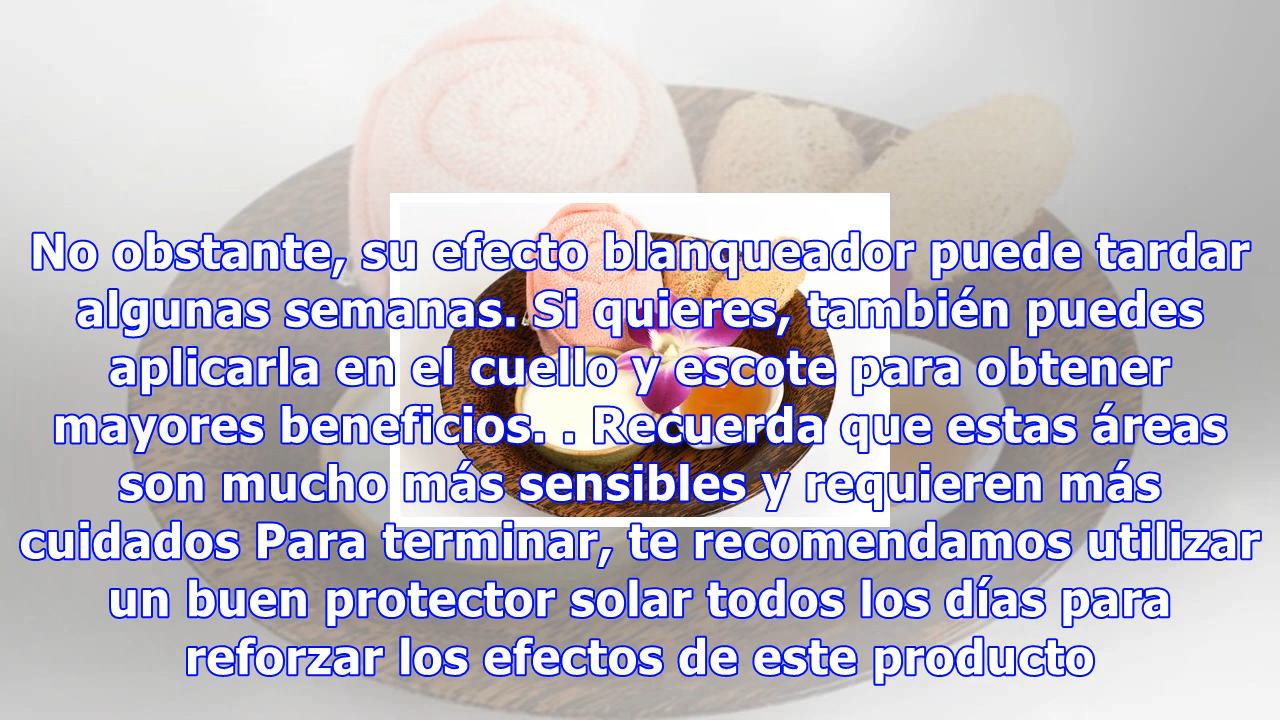 No obstante, su efecto blanqueador puede tardar
algunas semanas. Si quieres, también puedes
aplicarla en el cuello y escote para obtener
mayores beneficios. . Recuerda que estas áreas
son mucho más sensibles y requieren más
cuidados Para terminar, te recomendamos utilizar
un buen protector solar todos los días para
reforzar los efectos de este producto